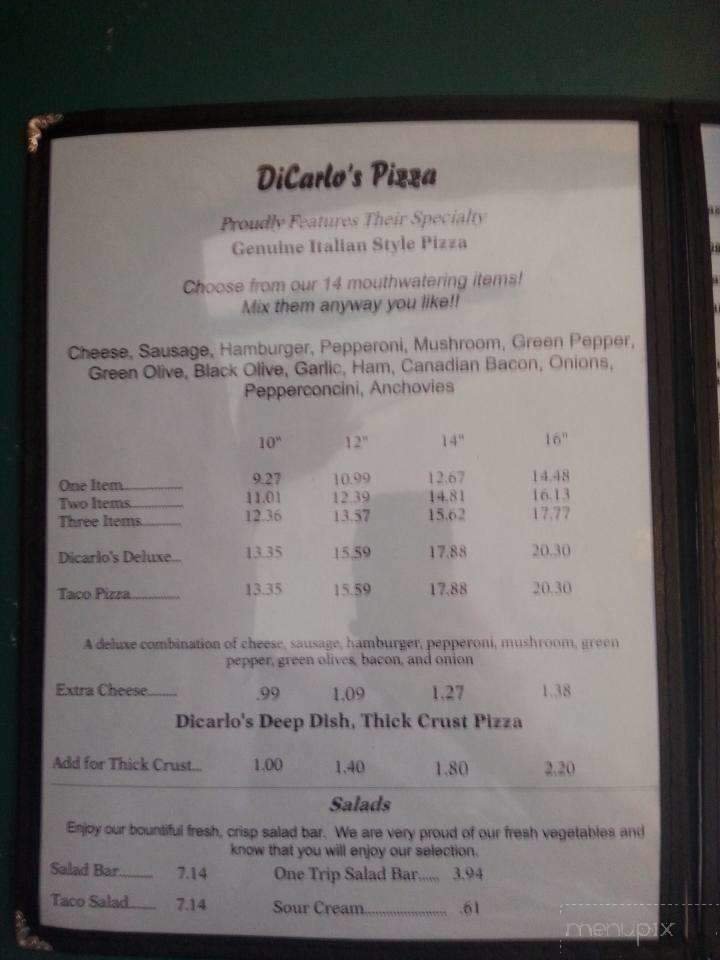 DiCarlo's Pizza
Proudly Features Their Specialty
Genuine Italian Style Pizza
Choose from our 14 mouthwatering items!
Mix them anyway you like!!
Cheese, Sausage, Hamburger, Pepperoni, Mushroom, Green Pepper,
Green Olive, Black Olive, Garlic, Ham, Canadian Bacon, Onions,
Pepperconcini, Anchovies
10" 12" 14" 16"
One Item................. 9.27 10.99 12.67 14.48
Two Items............... 11.01 12.39 14.81 16.13
Three Items........... 12.36 13.57 15.62 17.77
Dicarlo's Deluxe... 13.35 15.59 17.88 20.30
Taco Pizza.............. 13.35 15.59 17.88 20.30
A deluxe combination of cheese, sausage, hamburger, pepperoni, mushroom, green
pepper, green olives, bacon, and onion
Extra Cheese........ .99 1.09 1.27 1.38
Dicarlo's Deep Dish, Thick Crust Pizza
Add for Thick Crust... 1.00 1.40 1.80 2.20
Salads
Enjoy our bountiful fresh, crisp salad bar. We are very proud of our fresh vegetables and
know that you will enjoy our selection.
Salad Bar.......... 7.14 One Trip Salad Bar...... 3.94
Taco Salad........ 7.14 Sour Cream........................ .61
menupix